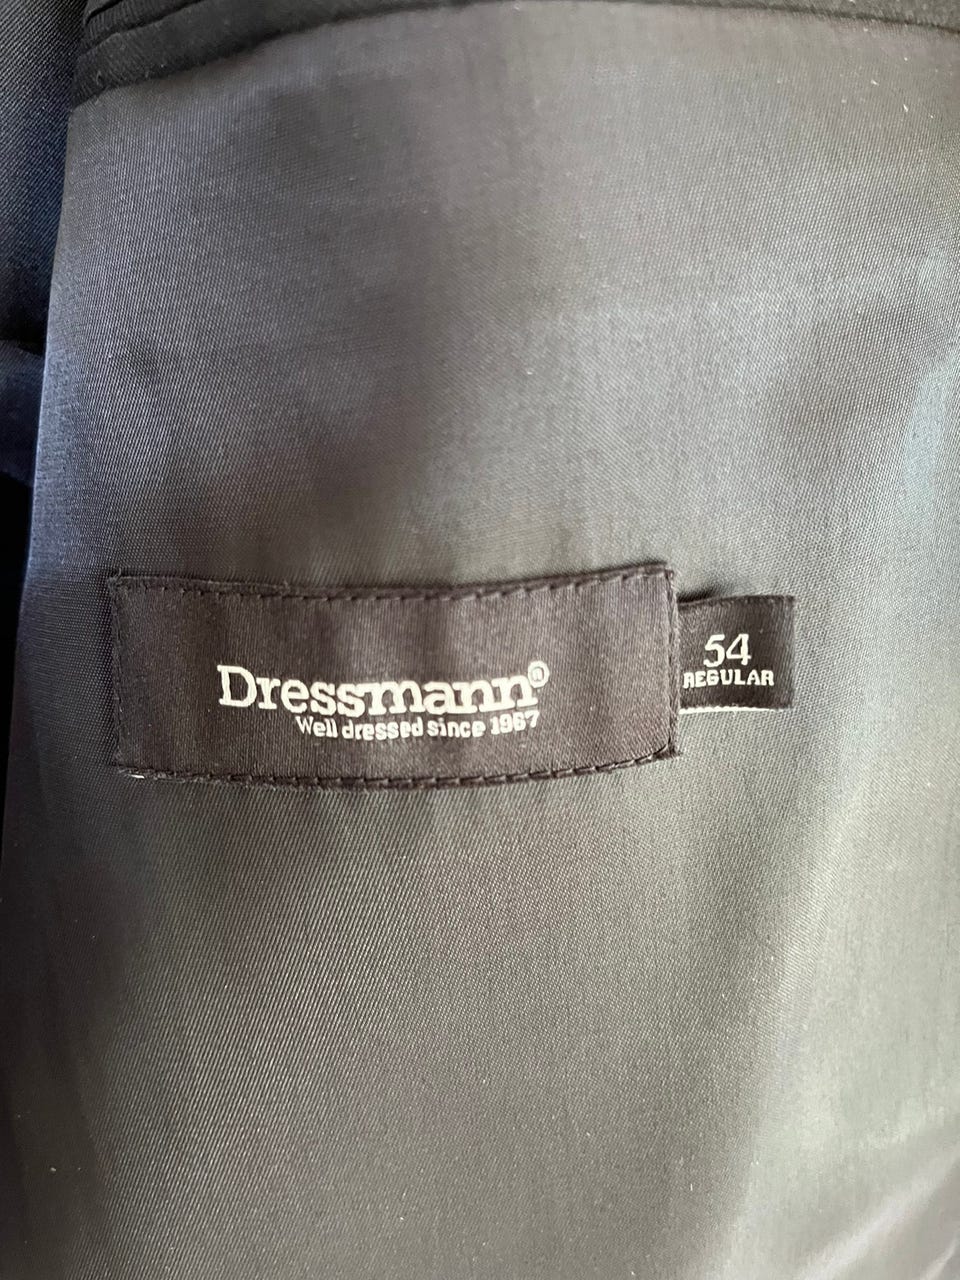 Dressmann®
Well dressed since 1967
54
REGULAR